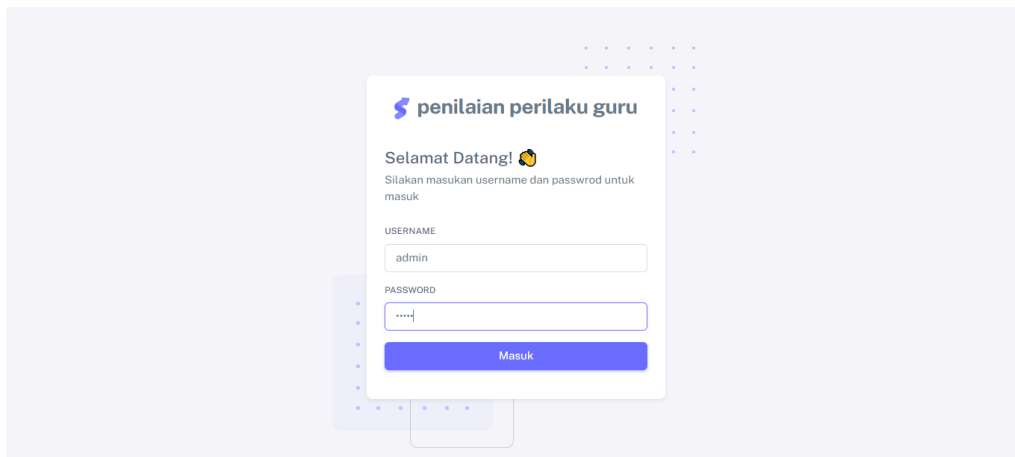 penilaian perilaku guru
Selamat Datang! 👏
Silakan masukan username dan passwrod untuk
masuk
USERNAME
admin
PASSWORD
•••••
Masuk